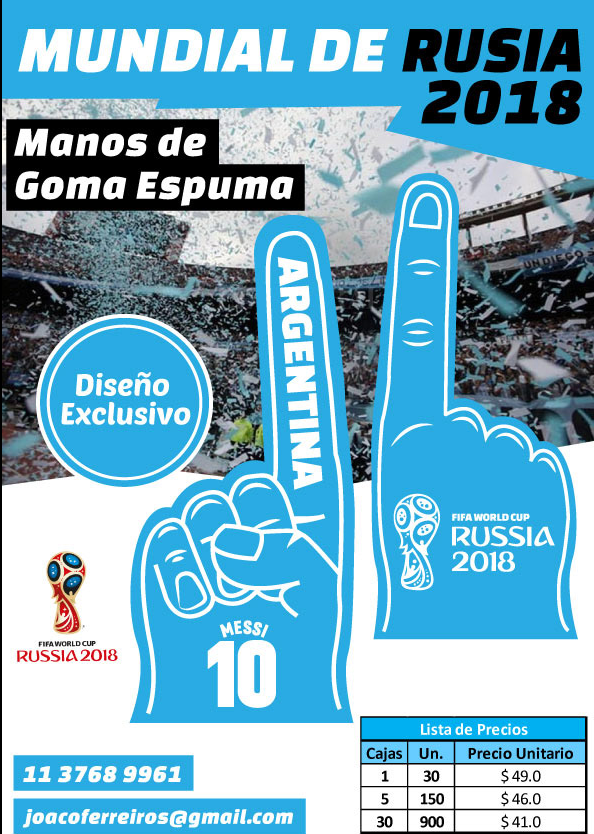 MUNDIAL DE RUSIA
2018
Manos de
Goma Espuma
UN DIEGO
ARGENTINA
Diseño
Exclusivo
FIFA WORLD CUP
RUSSIA
2018
MESSI
10
FIFA WORLD CUP
RUSSIA 2018
Lista de Precios
Cajas Un. Precio Unitario
1 30 $ 49.0
5 150 $ 46.0
30 900 $ 41.0
11 3768 9961
joacoferreiros@gmail.com